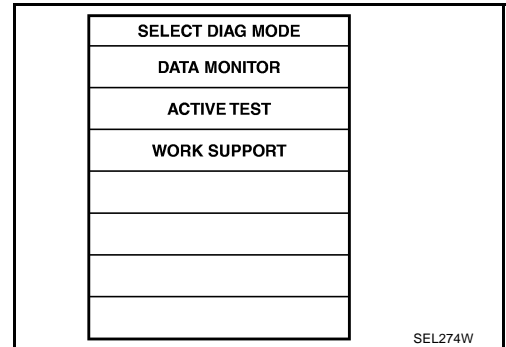 SELECT DIAG MODE
DATA MONITOR
ACTIVE TEST
WORK SUPPORT
SEL274W